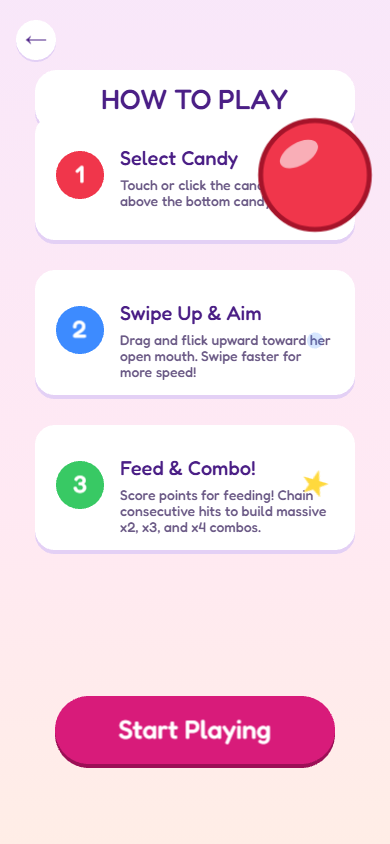 ←
HOW TO PLAY
1
Select Candy
Touch or click the
above the bottom
2
Swipe Up & Aim
Drag and flick upward toward her
open mouth. Swipe faster for
more speed!
3
Feed & Combo!
Score points for feeding! Chain
consecutive hits to build massive
x2, x3, and x4 combos.
Start Playing